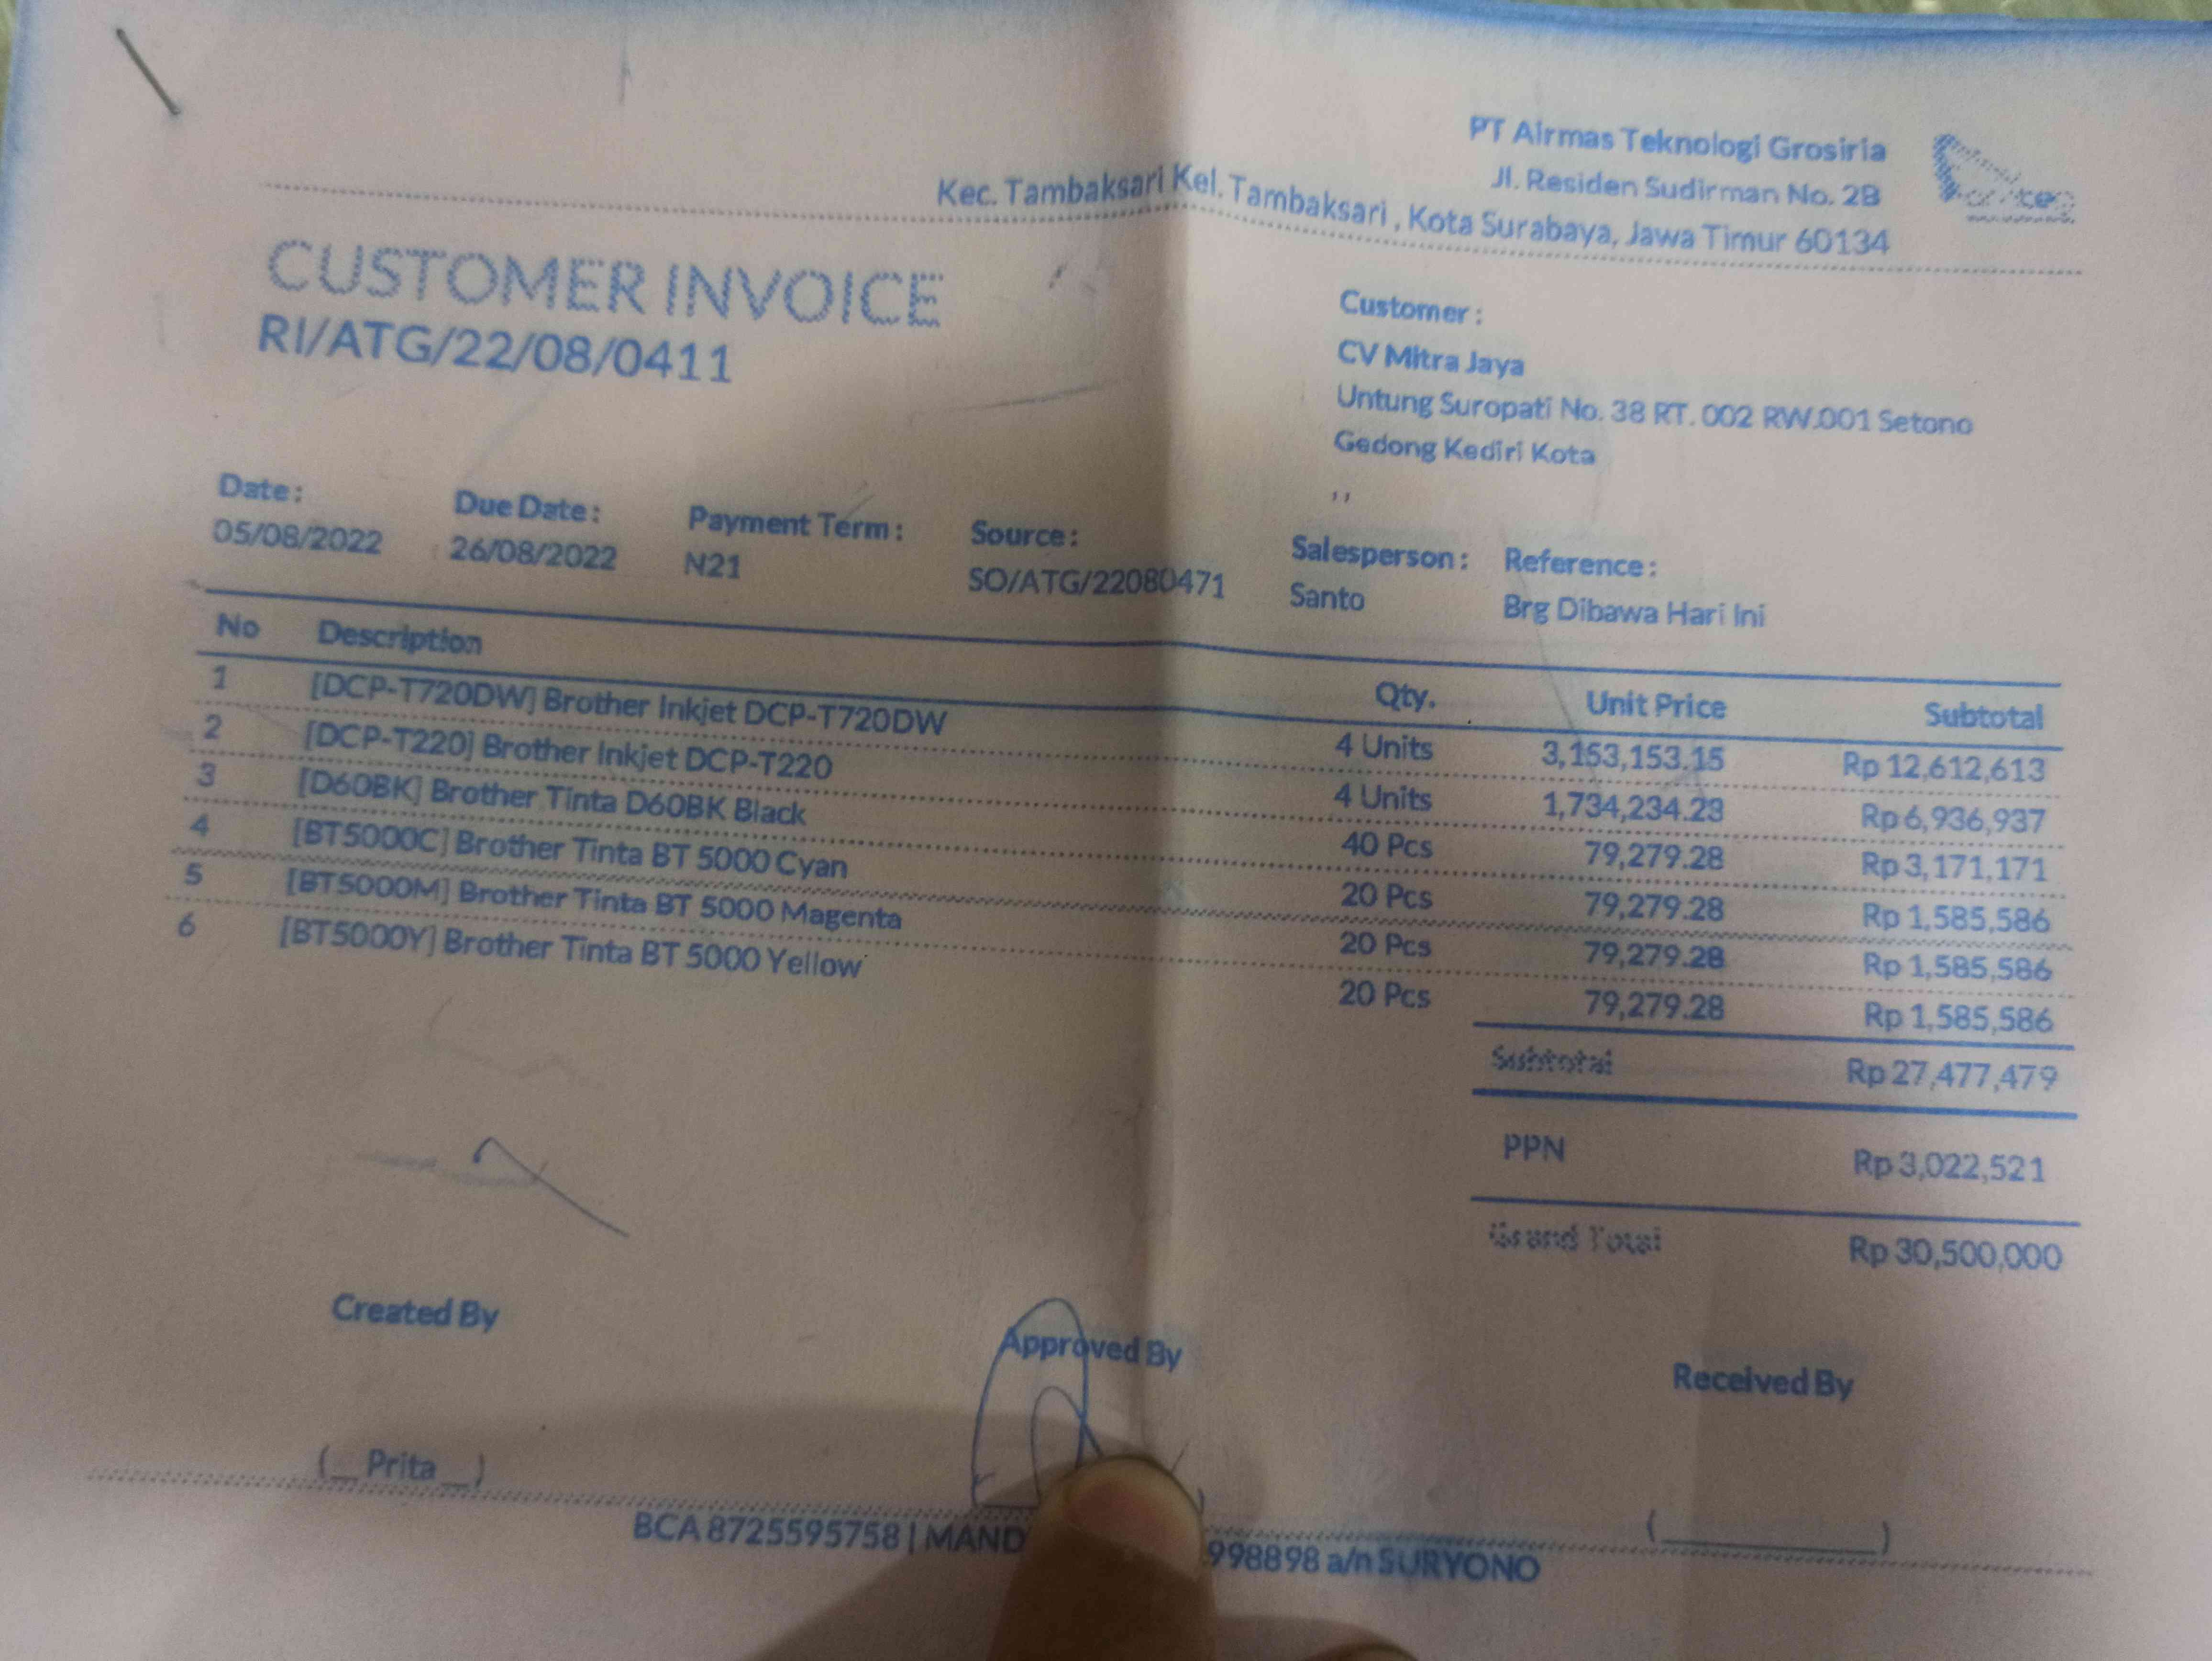 PT Airmas Teknologi Grosiria
Jl. Residen Sudirman No. 2B
Kec. Tambaksari Kel. Tambaksari , Kota Surabaya, Jawa Timur 60134
CUSTOMER INVOICE
RI/ATG/22/08/0411
Customer :
CV Mitra Jaya
Untung Suropati No. 38 RT. 002 RW.001 Setono
Gedong Kediri Kota
, ,
Date : Due Date : Payment Term : Source : Salesperson : Reference :
05/08/2022 26/08/2022 N21 SO/ATG/22080471 Santo Brg Dibawa Hari Ini
No Description Qty. Unit Price Subtotal
1 [DCP-T720DW] Brother Inkjet DCP-T720DW 4 Units 3,153,153.15 Rp 12,612,613
2 [DCP-T220] Brother Inkjet DCP-T220 4 Units 1,734,234.23 Rp 6,936,937
3 [D60BK] Brother Tinta D60BK Black 40 Pcs 79,279.28 Rp 3,171,171
4 [BT5000C] Brother Tinta BT 5000 Cyan 20 Pcs 79,279.28 Rp 1,585,586
5 [BT5000M] Brother Tinta BT 5000 Magenta 20 Pcs 79,279.28 Rp 1,585,586
6 [BT5000Y] Brother Tinta BT 5000 Yellow 20 Pcs 79,279.28 Rp 1,585,586
Subtotal Rp 27,477,479
PPN Rp 3,022,521
Grand Total Rp 30,500,000
Created By Approved By Received By
(__ Prita __) ) (__________)
BCA 8725595758 | MAND 998898 a/n SURYONO